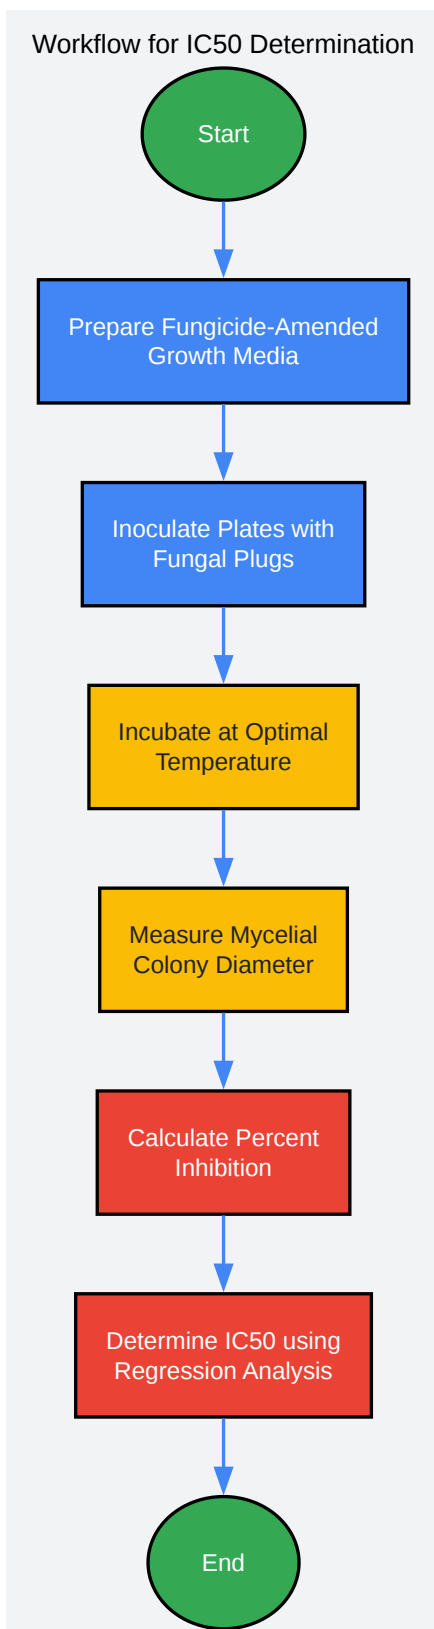 Workflow for IC50 Determination
Start
Prepare Fungicide-Amended
Growth Media
Inoculate Plates with
Fungal Plugs
Incubate at Optimal
Temperature
Measure Mycelial
Colony Diameter
Calculate Percent
Inhibition
Determine IC50 using
Regression Analysis
End